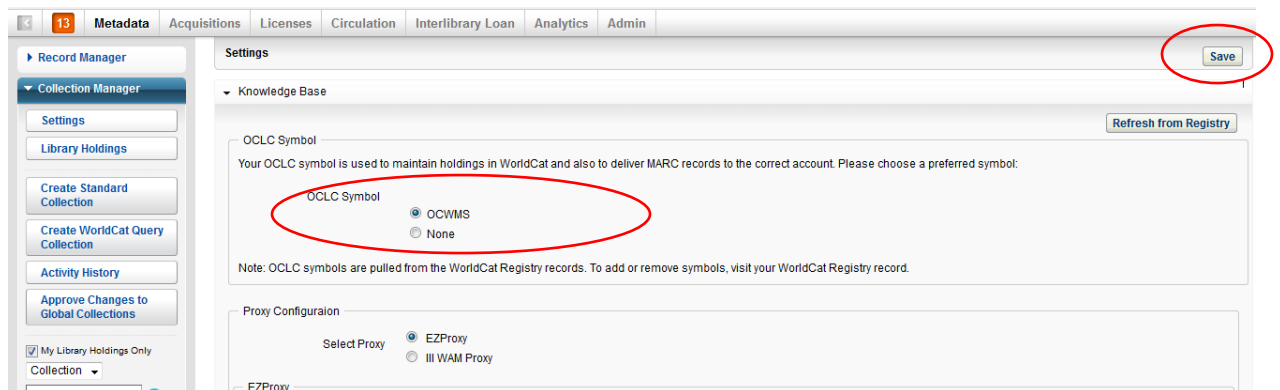 13 Metadata Acquisitions Licenses Circulation Interlibrary Loan Analytics Admin
Record Manager
Collection Manager
Settings
Library Holdings
Create Standard
Collection
Create WorldCat Query
Collection
Activity History
Approve Changes to
Global Collections
My Library Holdings Only
Collection
Settings
Save
Knowledge Base
Refresh from Registry
OCLC Symbol
Your OCLC symbol is used to maintain holdings in WorldCat and also to deliver MARC records to the correct account. Please choose a preferred symbol:
OCLC Symbol
OCWMS
None
Note: OCLC symbols are pulled from the WorldCat Registry records. To add or remove symbols, visit your WorldCat Registry record.
Proxy Configuraion
Select Proxy
EZProxy
III WAM Proxy
EZProxy